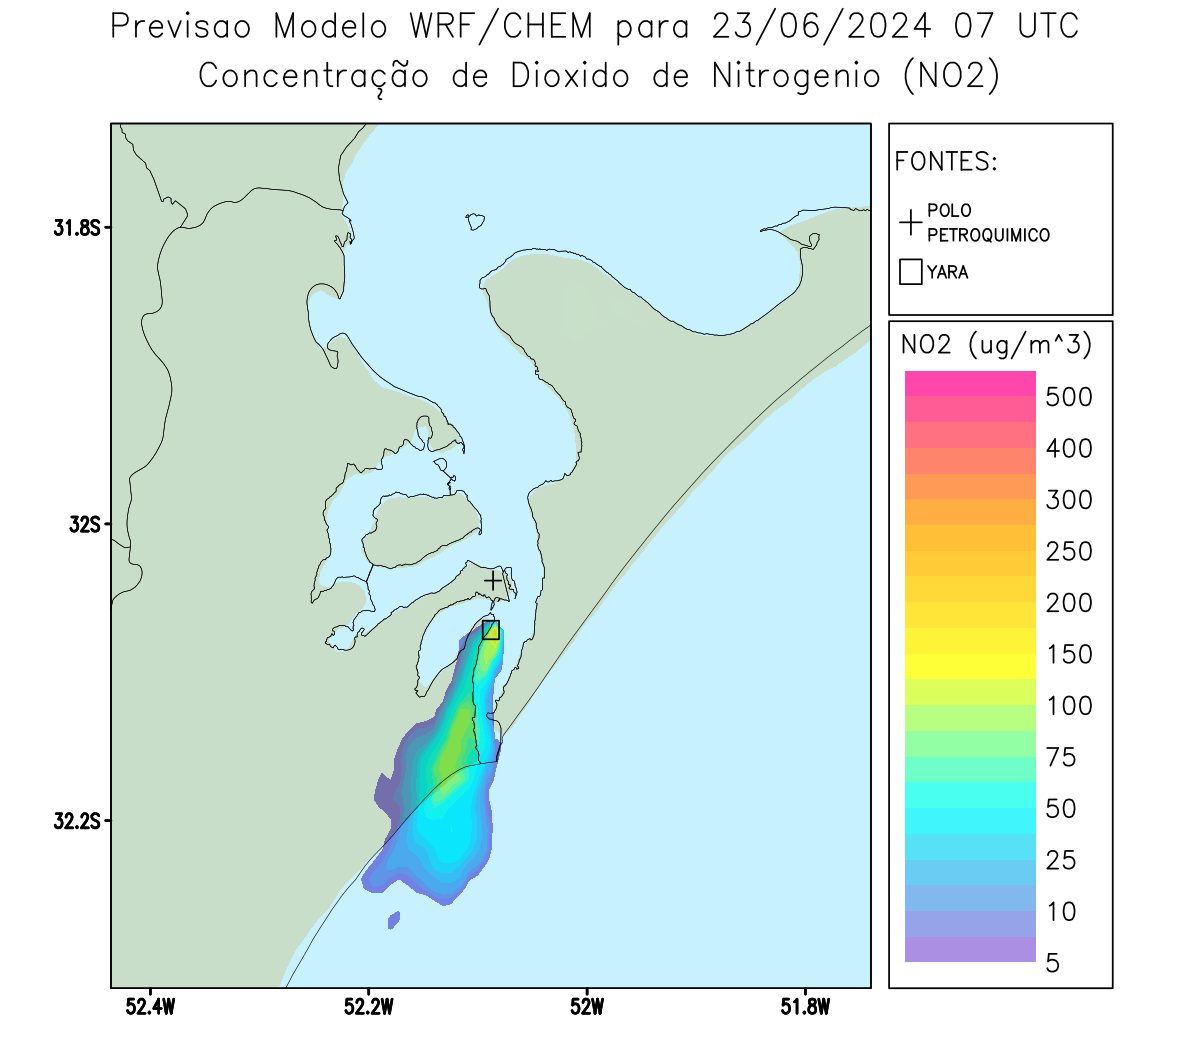 Previsao Modelo WRF/CHEM para 23/06/2024 07 UTC
Concentração de Dioxido de Nitrogenio (NO2)
FONTES:
POLO
PETROQUIMICO
YARA
NO2 (ug/m^3)
500
400
300
250
200
150
100
75
50
25
10
5
31.8S
32S
32.2S
52.4W
52.2W
52W
51.8W